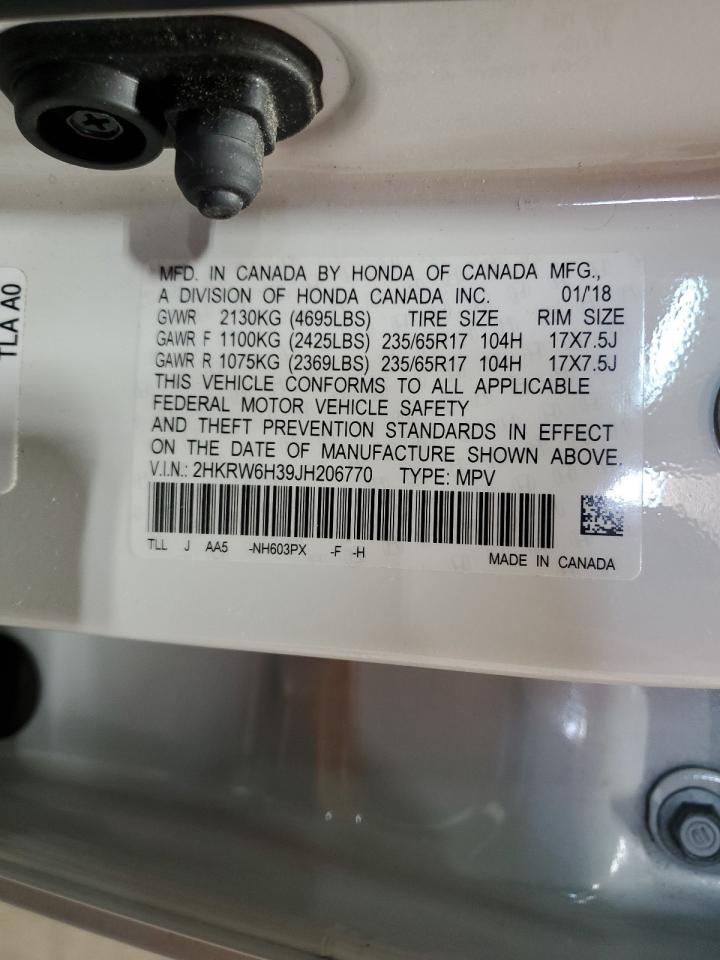 MFD. IN CANADA BY HONDA OF CANADA MFG.,
A DIVISION OF HONDA CANADA INC. 01/'18
GVWR 2130KG (4695LBS) TIRE SIZE RIM SIZE
GAWR F 1100KG (2425LBS) 235/65R17 104H 17X7.5J
GAWR R 1075KG (2369LBS) 235/65R17 104H 17X7.5J
THIS VEHICLE CONFORMS TO ALL APPLICABLE
FEDERAL MOTOR VEHICLE SAFETY
AND THEFT PREVENTION STANDARDS IN EFFECT
ON THE DATE OF MANUFACTURE SHOWN ABOVE.
V.I.N.: 2HKRW6H39JH206770 TYPE: MPV
TLL J AA5 -NH603PX -F -H
MADE IN CANADA
TLA A0